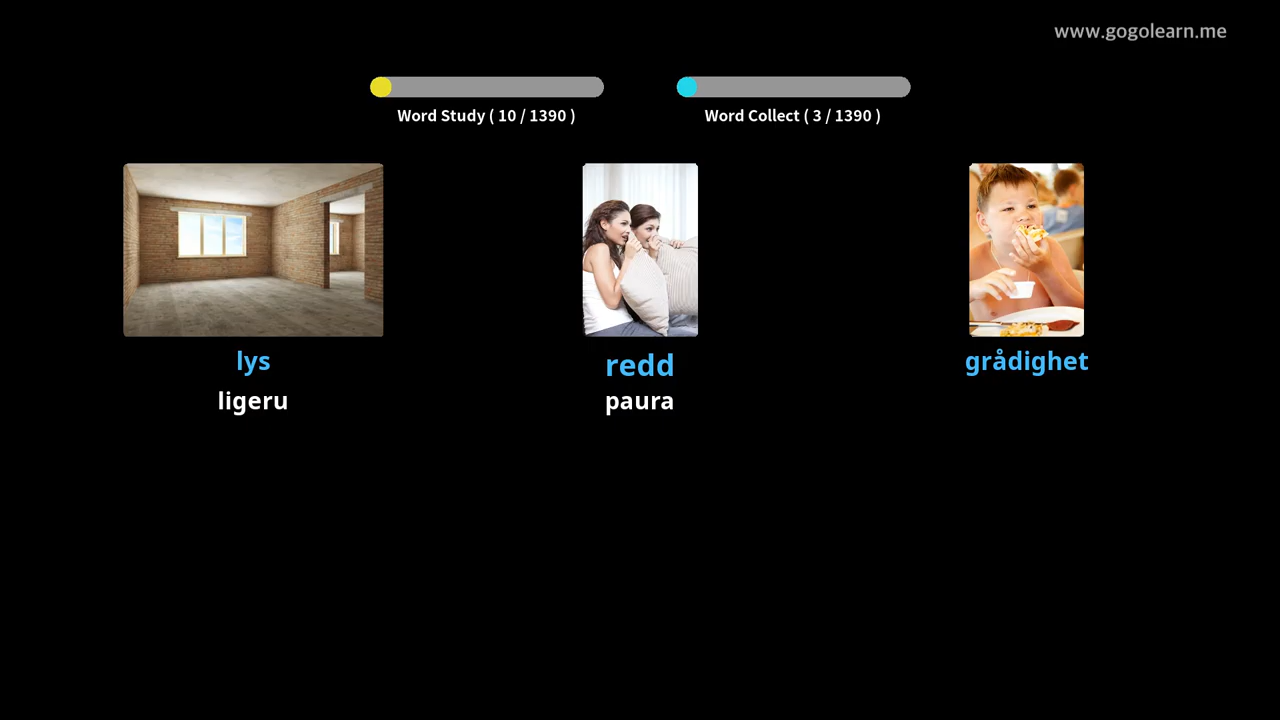 www.gogolearn.me
Word Study ( 10 / 1390 )
Word Collect ( 3 / 1390 )
lys
ligeru
redd
paura
grådighet